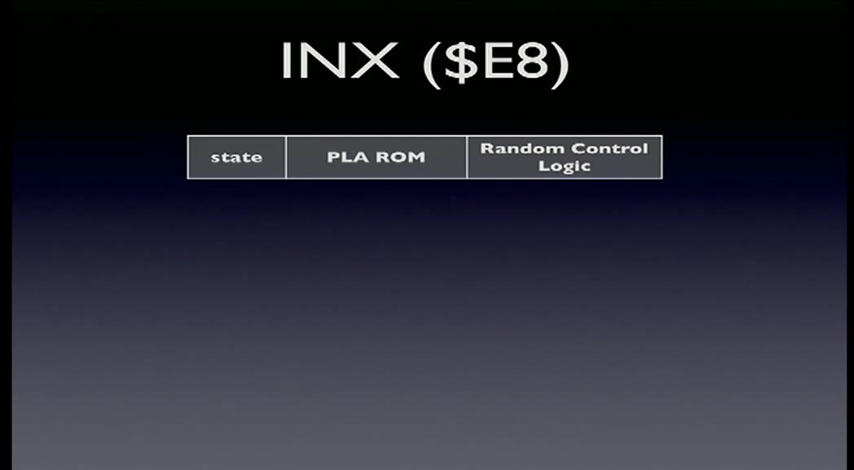 INX ($E8)
state
PLA ROM
Random Control
Logic